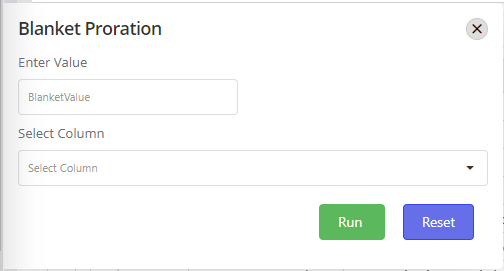 Blanket Proration
Enter Value
BlanketValue
Select Column
Select Column
Run
Reset